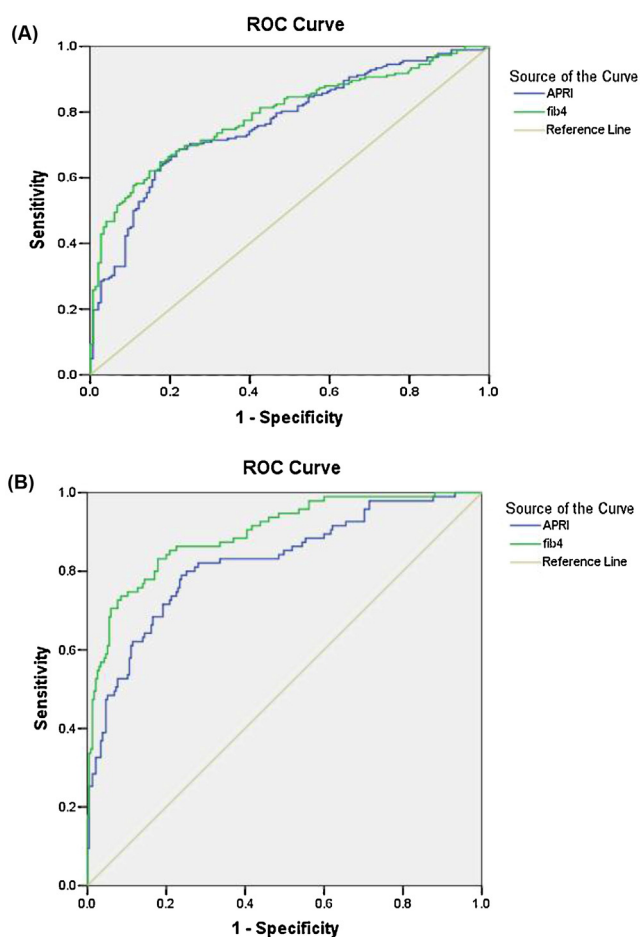 (A)
ROC Curve
1.0
0.8
0.6
0.4
0.2
0.0
Sensitivity
0.0 0.2 0.4 0.6 0.8 1.0
1 - Specificity
Source of the Curve
APRI
fib4
Reference Line
(B)
ROC Curve
1.0
0.8
0.6
0.4
0.2
0.0
Sensitivity
0.0 0.2 0.4 0.6 0.8 1.0
1 - Specificity
Source of the Curve
APRI
fib4
Reference Line